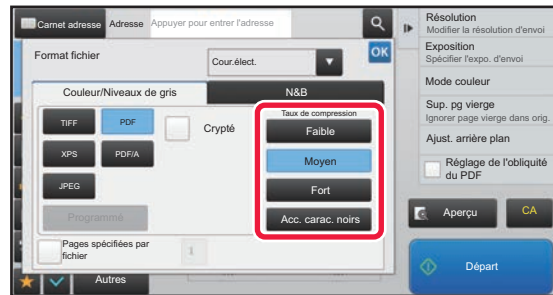 Carnet adresse
Adresse
Appuyer pour entrer l'adresse
Format fichier
Cour.élect.
OK
Couleur/Niveaux de gris
N&B
TIFF
PDF
Crypté
XPS
PDF/A
JPEG
Programmé
Taux de compression
Faible
Moyen
Fort
Acc. carac. noirs
Pages spécifiées par
fichier
1
Autres
Résolution
Modifier la résolution d'envoi
Exposition
Spécifier l'expo. d'envoi
Mode couleur
Sup. pg vierge
Ignorer page vierge dans orig.
Ajust. arrière plan
Réglage de l'obliquité
du PDF
Aperçu
CA
Départ